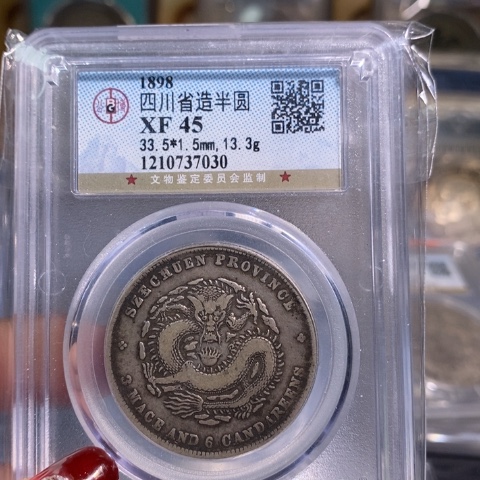 1898
四川省造半圆
XF 45
33.5*1.5mm,13.3g
1210737030
★ 文物鉴定委员会监制 ★
SZECHUEN PROVINCE
3 MACE AND 6 CANDAREENS